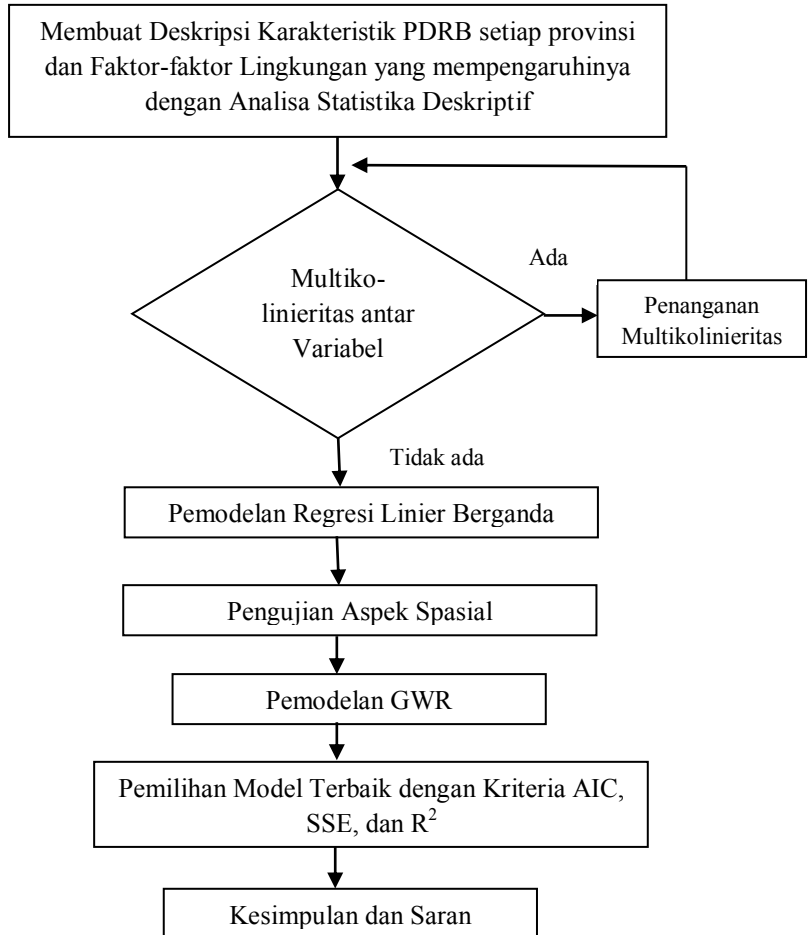 Membuat Deskripsi Karakteristik PDRB setiap provinsi
dan Faktor-faktor Lingkungan yang mempengaruhinya
dengan Analisa Statistika Deskriptif
Ada
Multiko-
linieritas antar
Variabel
Penanganan
Multikolinieritas
Tidak ada
Pemodelan Regresi Linier Berganda
Pengujian Aspek Spasial
Pemodelan GWR
Pemilihan Model Terbaik dengan Kriteria AIC,
SSE, dan R²
Kesimpulan dan Saran